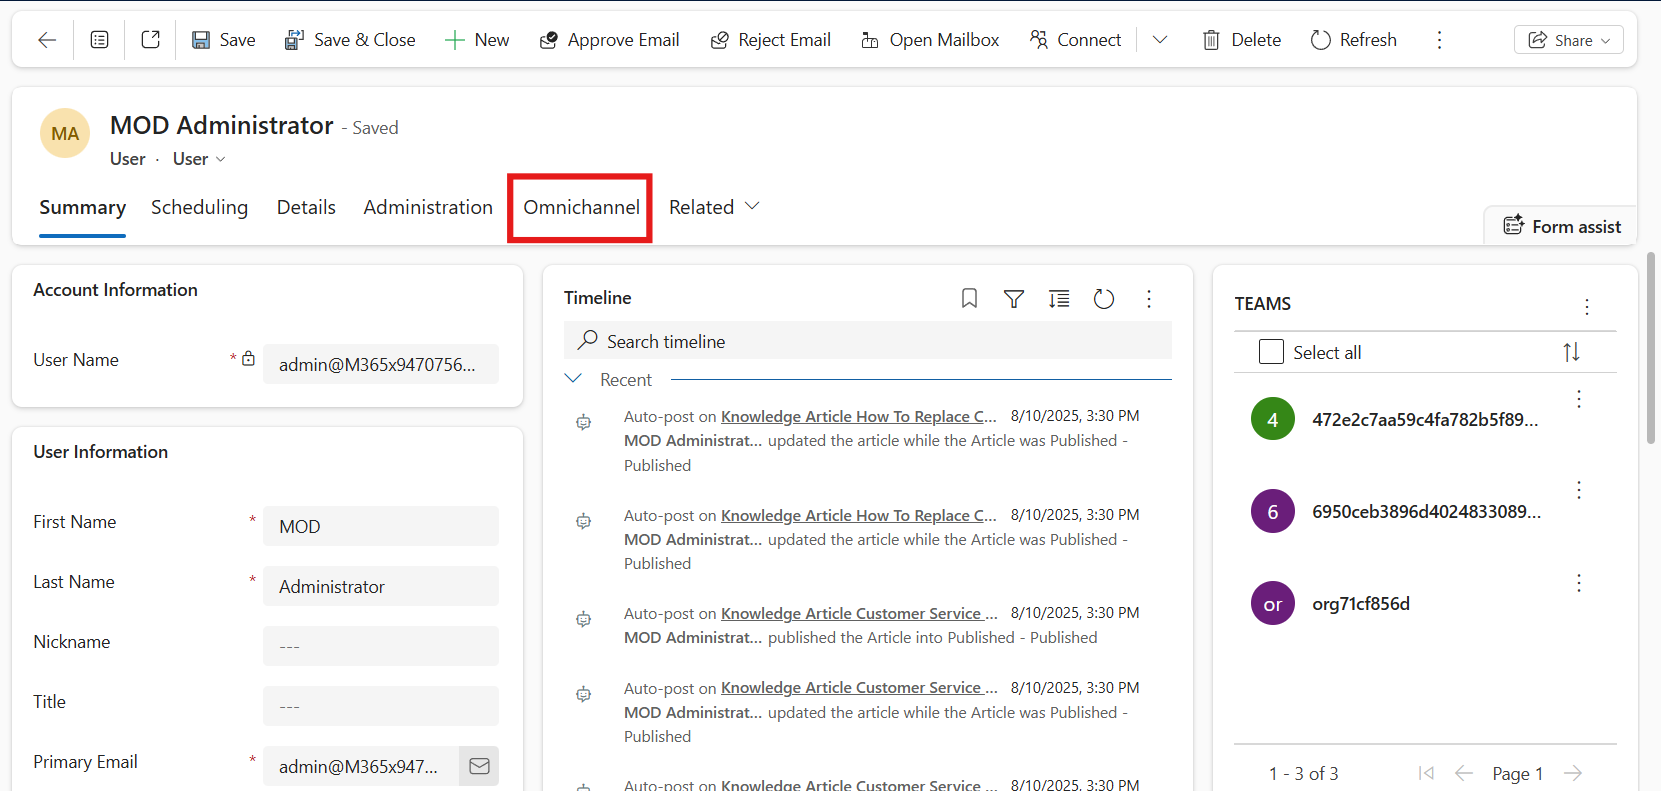 Save
Save & Close
New
Approve Email
Reject Email
Open Mailbox
Connect
Delete
Refresh
Share
MA
MOD Administrator - Saved
User · User
Summary
Scheduling
Details
Administration
Omnichannel
Related
Form assist
Account Information
User Name *
admin@M365x9470756...
User Information
First Name *
MOD
Last Name *
Administrator
Nickname
---
Title
---
Primary Email *
admin@M365x947...
Timeline
Search timeline
Recent
Auto-post on Knowledge Article How To Replace C... 8/10/2025, 3:30 PM
MOD Administrat... updated the article while the Article was Published -
Published
Auto-post on Knowledge Article How To Replace C... 8/10/2025, 3:30 PM
MOD Administrat... updated the article while the Article was Published -
Published
Auto-post on Knowledge Article Customer Service ... 8/10/2025, 3:30 PM
MOD Administrat... published the Article into Published - Published
Auto-post on Knowledge Article Customer Service ... 8/10/2025, 3:30 PM
MOD Administrat... updated the article while the Article was Published -
Published
Auto-post on Knowledge Article Customer Service ... 8/10/2025, 3:30 PM
TEAMS
Select all
4
472e2c7aa59c4fa782b5f89...
6
6950ceb3896d4024833089...
or
org71cf856d
1 - 3 of 3
Page 1